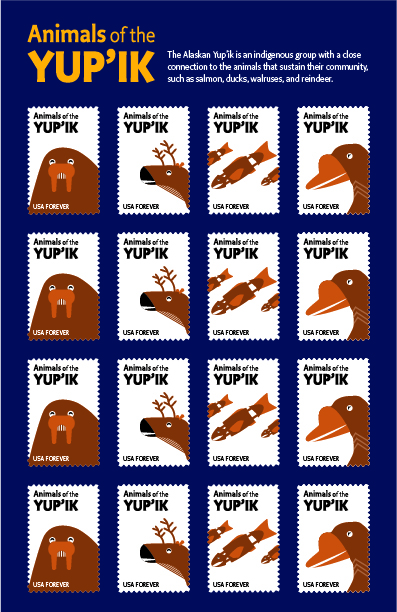 Animals of the
YUP'IK
The Alaskan Yup'ik is an indigenous group with a close
connection to the animals that sustain their community,
such as salmon, ducks, walruses, and reindeer.
Animals of the
YUP'IK
USA FOREVER
Animals of the
YUP'IK
USA FOREVER
Animals of the
YUP'IK
USA FOREVER
Animals of the
YUP'IK
USA FOREVER
Animals of the
YUP'IK
USA FOREVER
Animals of the
YUP'IK
USA FOREVER
Animals of the
YUP'IK
USA FOREVER
Animals of the
YUP'IK
USA FOREVER
Animals of the
YUP'IK
USA FOREVER
Animals of the
YUP'IK
USA FOREVER
Animals of the
YUP'IK
USA FOREVER
Animals of the
YUP'IK
USA FOREVER
Animals of the
YUP'IK
USA FOREVER
Animals of the
YUP'IK
USA FOREVER
Animals of the
YUP'IK
USA FOREVER
Animals of the
YUP'IK
USA FOREVER